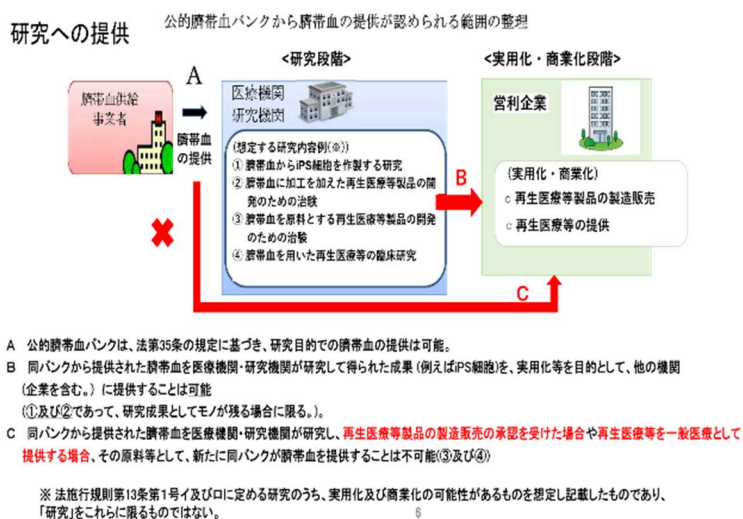 研究への提供
公的臍帯血バンクから臍帯血の提供が認められる範囲の整理
<研究段階>
<実用化・商業化段階>
臍帯血供給
事業者
A
臍帯血
の提供
医療機関
研究機関
(想定する研究内容例(※))
① 臍帯血からiPS細胞を作製する研究
② 臍帯血に加工を加えた再生医療等製品の開
発のための治験
③ 臍帯血を原料とする再生医療等製品の開発
のための治験
④ 臍帯血を用いた再生医療等の臨床研究
B
営利企業
(実用化・商業化)
○ 再生医療等製品の製造販売
○ 再生医療等の提供
C
A 公的臍帯血バンクは、法第35条の規定に基づき、研究目的での臍帯血の提供は可能。
B 同バンクから提供された臍帯血を医療機関・研究機関が研究して得られた成果(例えばiPS細胞)を、実用化等を目的として、他の機関
(企業を含む。)に提供することは可能
(①及び②であって、研究成果としてモノが残る場合に限る。)。
C 同バンクから提供された臍帯血を医療機関・研究機関が研究し、再生医療等製品の製造販売の承認を受けた場合や再生医療等を一般医療として
提供する場合、その原料等として、新たに同バンクが臍帯血を提供することは不可能(③及び④)
※ 法施行規則第13条第1号イ及びロに定める研究のうち、実用化及び商業化の可能性があるものを想定し記載したものであり、
「研究」をこれらに限るものではない。
6